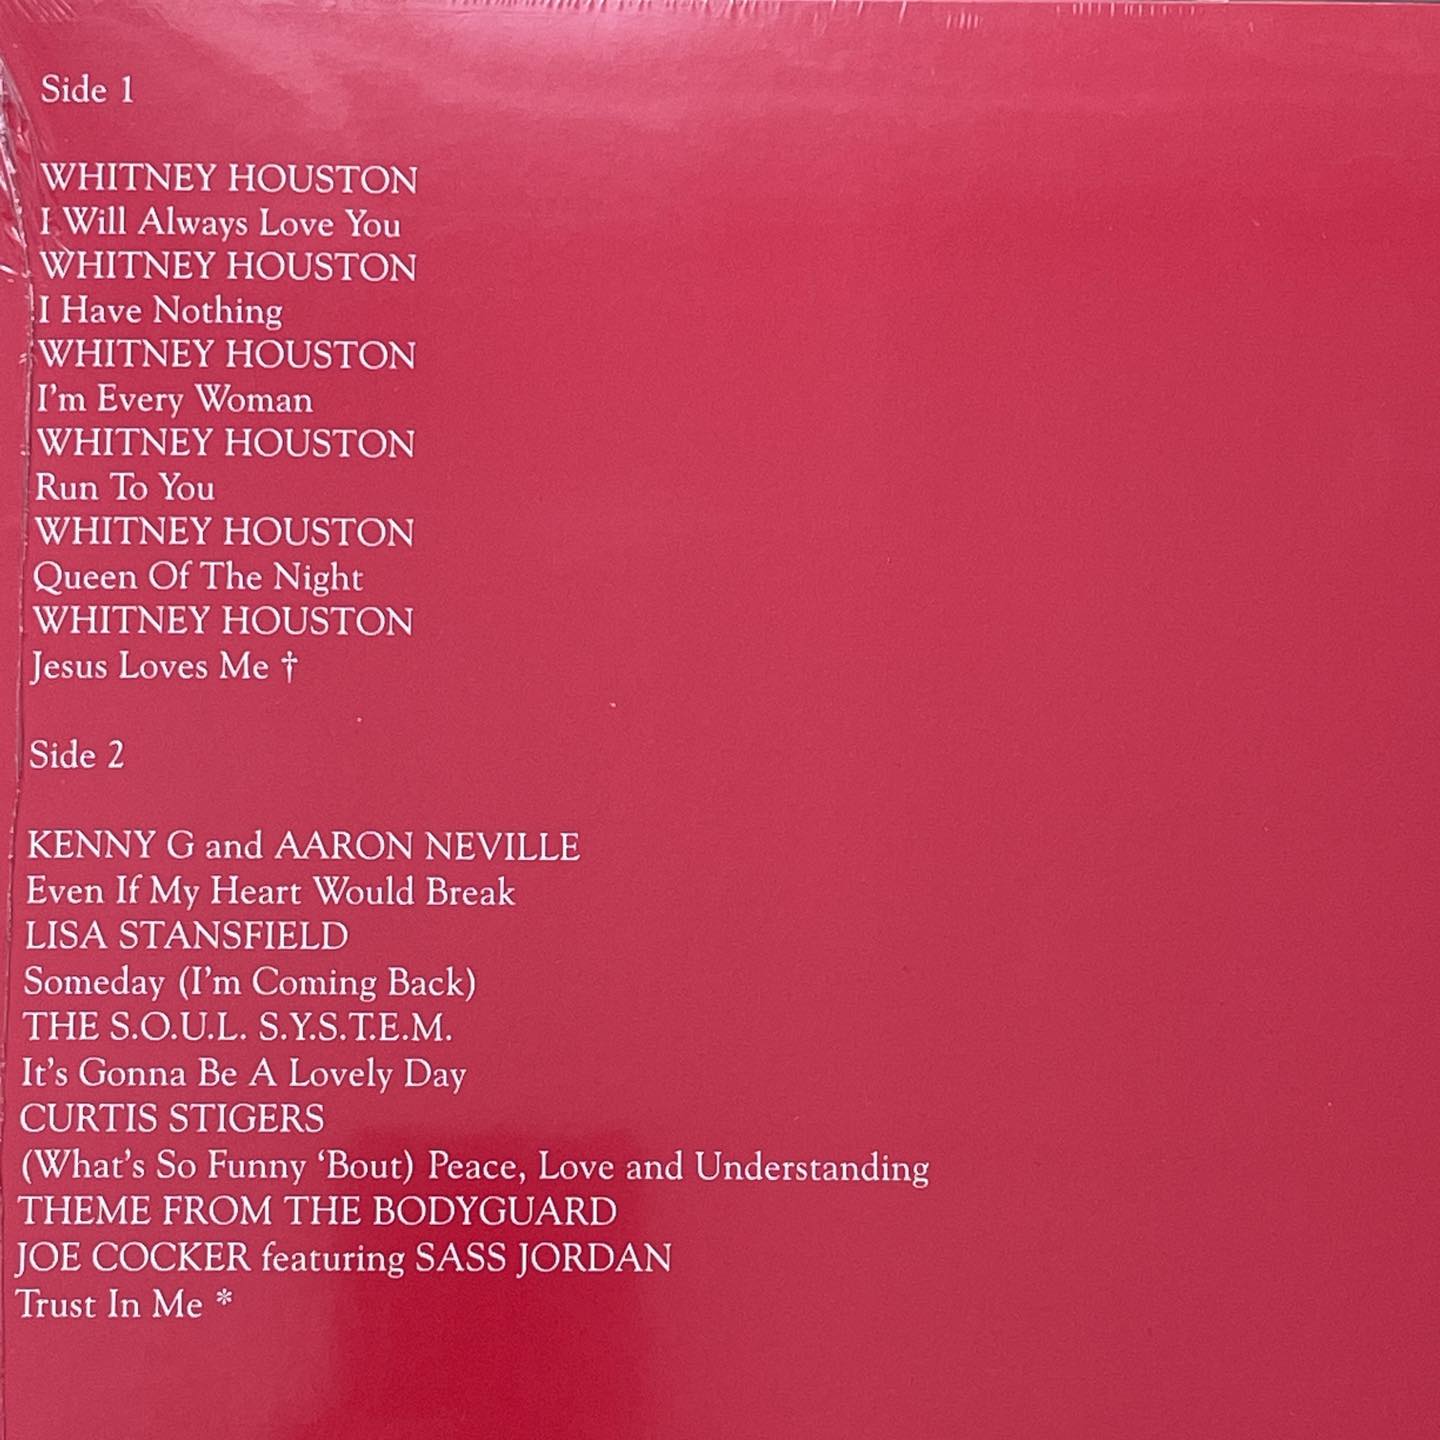 Side 1
WHITNEY HOUSTON
I Will Always Love You
WHITNEY HOUSTON
I Have Nothing
WHITNEY HOUSTON
I'm Every Woman
WHITNEY HOUSTON
Run To You
WHITNEY HOUSTON
Queen Of The Night
WHITNEY HOUSTON
Jesus Loves Me †
Side 2
KENNY G and AARON NEVILLE
Even If My Heart Would Break
LISA STANSFIELD
Someday (I'm Coming Back)
THE S.O.U.L. S.Y.S.T.E.M.
It's Gonna Be A Lovely Day
CURTIS STIGERS
(What's So Funny ‘Bout) Peace, Love and Understanding
THEME FROM THE BODYGUARD
JOE COCKER featuring SASS JORDAN
Trust In Me *